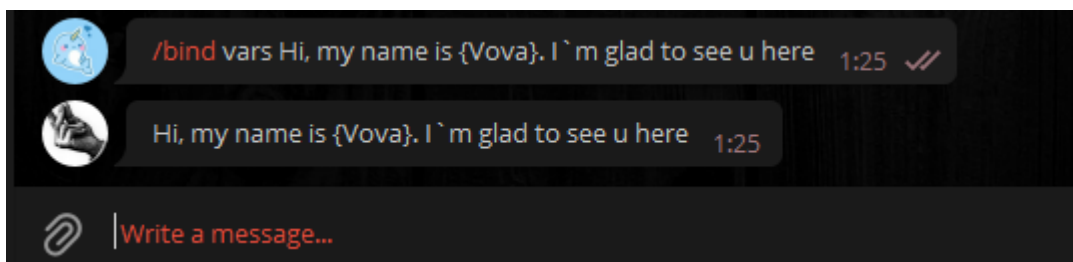 /bind vars Hi, my name is {Vova}. I`m glad to see u here 1:25
Hi, my name is {Vova}. I`m glad to see u here 1:25
Write a message...